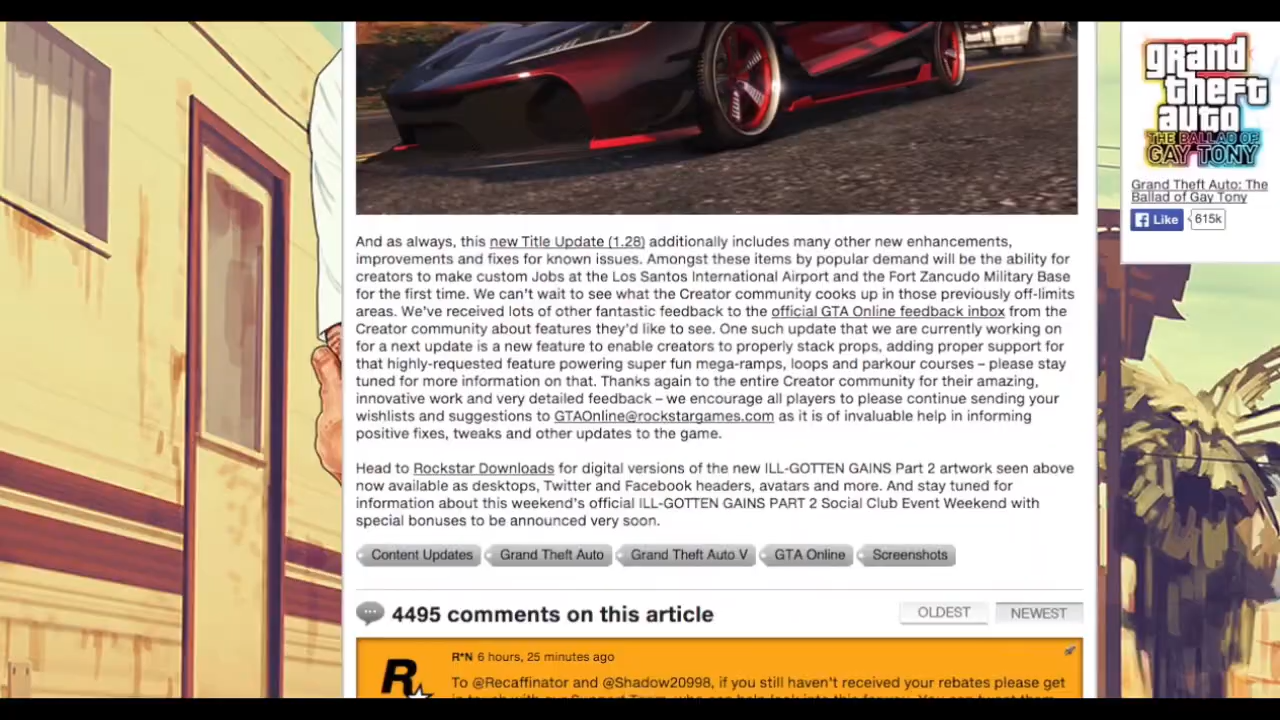 grand
theft
auto
THE BALLAD OF
GAY TONY
Grand Theft Auto: The
Ballad of Gay Tony
Like 615k
And as always, this new Title Update (1.28) additionally includes many other new enhancements,
improvements and fixes for known issues. Amongst these items by popular demand will be the ability for
creators to make custom Jobs at the Los Santos International Airport and the Fort Zancudo Military Base
for the first time. We can't wait to see what the Creator community cooks up in those previously off-limits
areas. We've received lots of other fantastic feedback to the official GTA Online feedback inbox from the
Creator community about features they'd like to see. One such update that we are currently working on
for a next update is a new feature to enable creators to properly stack props, adding proper support for
that highly-requested feature powering super fun mega-ramps, loops and parkour courses – please stay
tuned for more information on that. Thanks again to the entire Creator community for their amazing,
innovative work and very detailed feedback – we encourage all players to please continue sending your
wishlists and suggestions to GTAOnline@rockstargames.com as it is of invaluable help in informing
positive fixes, tweaks and other updates to the game.
Head to Rockstar Downloads for digital versions of the new ILL-GOTTEN GAINS Part 2 artwork seen above
now available as desktops, Twitter and Facebook headers, avatars and more. And stay tuned for
information about this weekend's official ILL-GOTTEN GAINS PART 2 Social Club Event Weekend with
special bonuses to be announced very soon.
Content Updates Grand Theft Auto Grand Theft Auto V GTA Online Screenshots
4495 comments on this article OLDEST NEWEST
R*N 6 hours, 25 minutes ago
To @Recaffinator and @Shadow20998, if you still haven't received your rebates please get